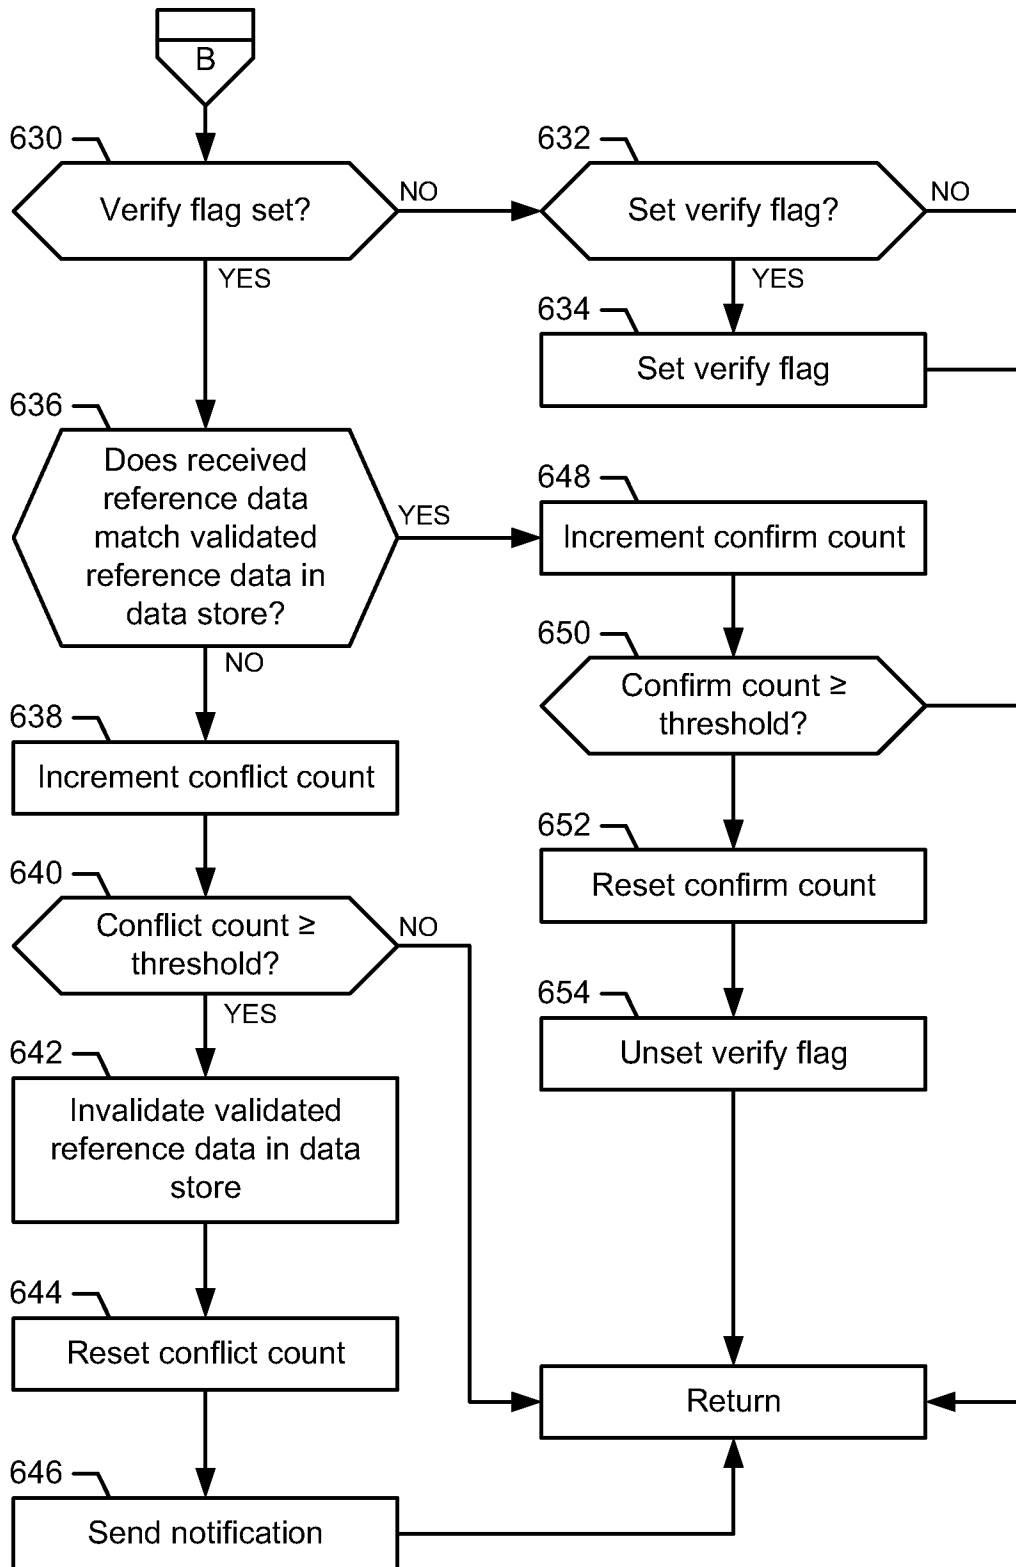 B
630
Verify flag set?
NO
YES
632
Set verify flag?
NO
YES
634
Set verify flag
636
Does received
reference data
match validated
reference data in
data store?
YES
NO
648
Increment confirm count
650
Confirm count ≥
threshold?
638
Increment conflict count
640
Conflict count ≥
threshold?
NO
YES
652
Reset confirm count
654
Unset verify flag
642
Invalidate validated
reference data in data
store
644
Reset conflict count
Return
646
Send notification